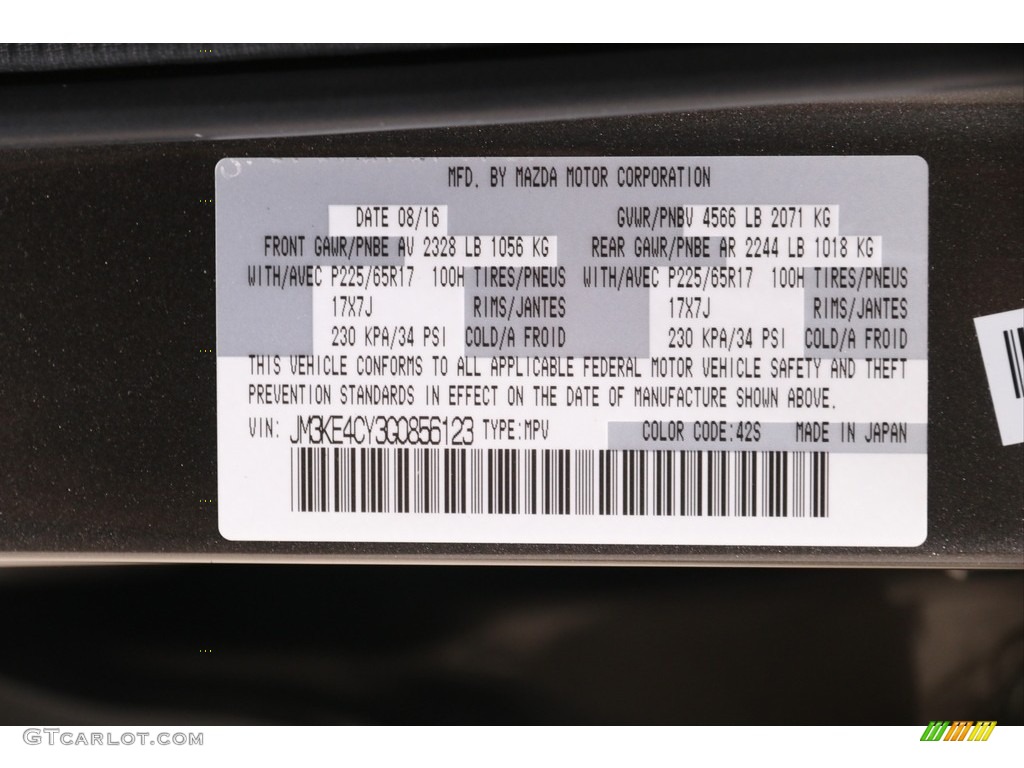 MFD. BY MAZDA MOTOR CORPORATION
DATE 08/16 GVWR/PNBV 4566 LB 2071 KG
FRONT GAWR/PNBE AV 2328 LB 1056 KG REAR GAWR/PNBE AR 2244 LB 1018 KG
WITH/AVEC P225/65R17 100H TIRES/PNEUS WITH/AVEC P225/65R17 100H TIRES/PNEUS
17X7J RIMS/JANTES 17X7J RIMS/JANTES
230 KPA/34 PSI COLD/A FROID 230 KPA/34 PSI COLD/A FROID
THIS VEHICLE CONFORMS TO ALL APPLICABLE FEDERAL MOTOR VEHICLE SAFETY AND THEFT
PREVENTION STANDARDS IN EFFECT ON THE DATE OF MANUFACTURE SHOWN ABOVE.
VIN: JM3KE4CY3G0856123 TYPE:MPV COLOR CODE:42S MADE IN JAPAN
GTCARLOT.COM